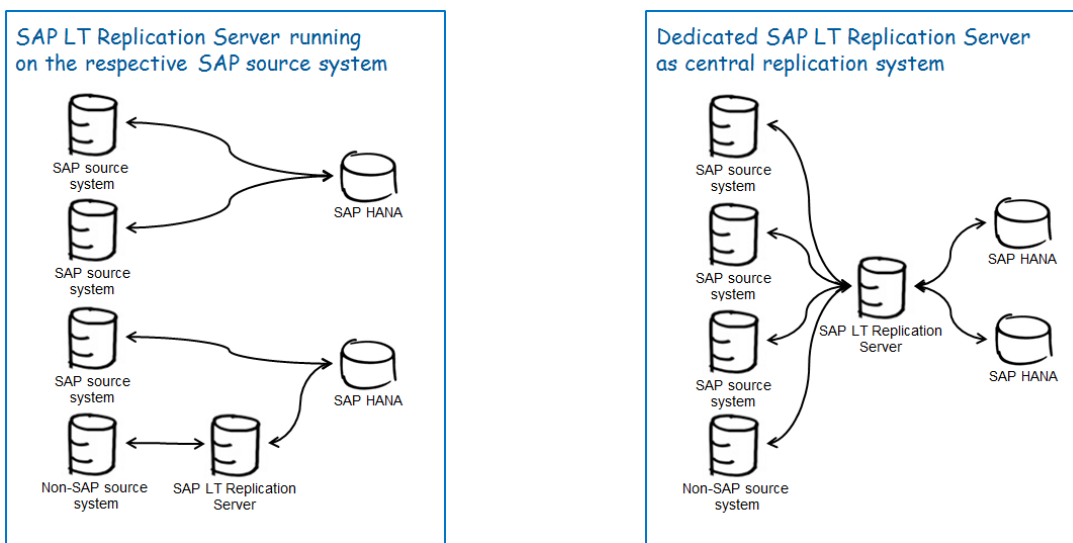 SAP LT Replication Server running
on the respective SAP source system
SAP source
system
SAP HANA
SAP source
system
SAP source
system
SAP HANA
Non-SAP source
system
SAP LT Replication
Server
Dedicated SAP LT Replication Server
as central replication system
SAP source
system
SAP source
system
SAP HANA
SAP LT Replication
Server
SAP source
system
SAP HANA
Non-SAP source
system